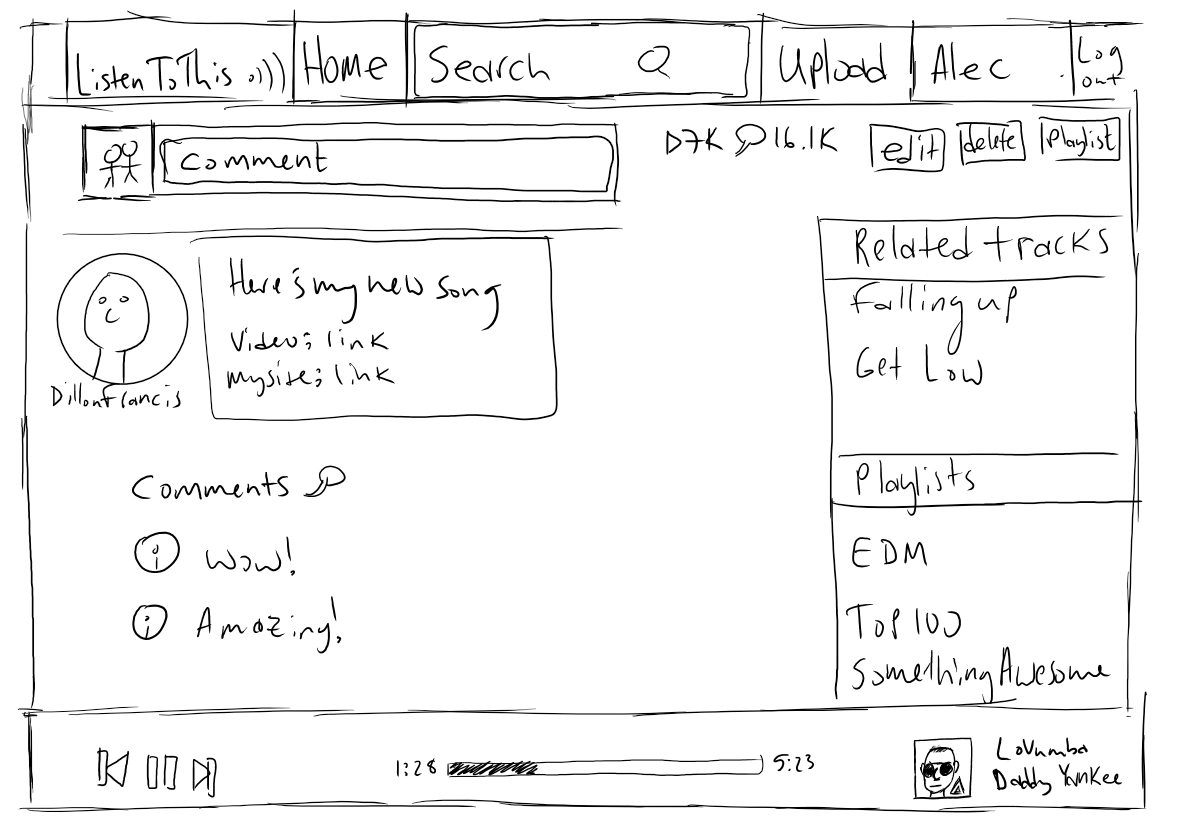 ListenToThis :))) Home Search Upload Alec Log out
comment
▷7K 16.1K edit delete Playlist
Related tracks
Here's my new song
Video: link
mysite: link
DillonFrancis
Falling up
Get Low
Comments
Wow!
Amazing!
Playlists
EDM
Top 100
SomethingAwesome
1:28 5:23
LoVumba
Daddy Yankee